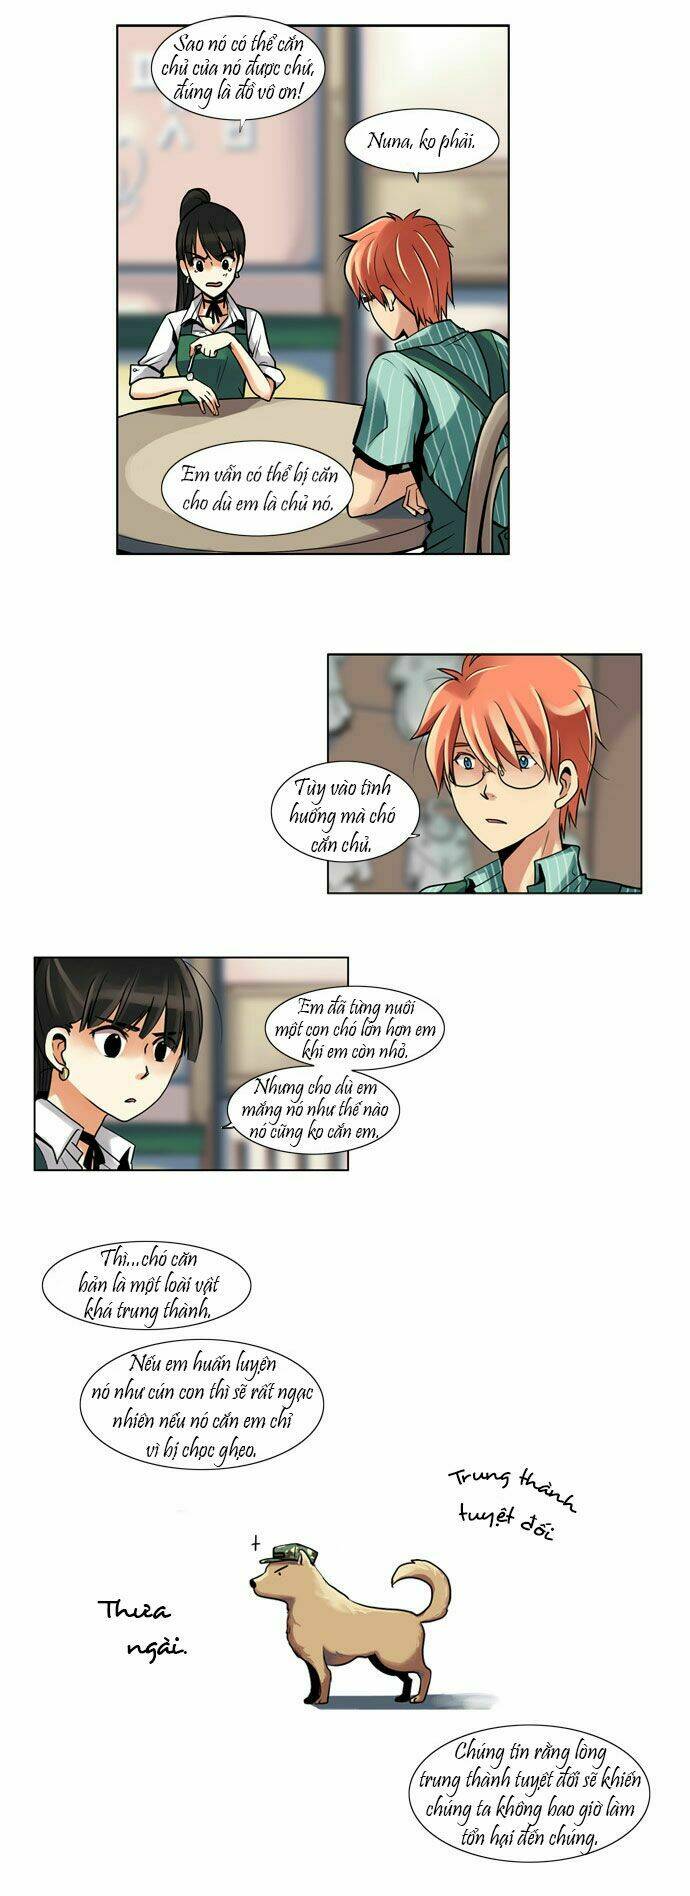 Sao nó có thể cắn
chủ của nó được chứ,
đúng là đồ vô ơn!
Nuna, ko phải.
Em vẫn có thể bị cắn
cho dù em là chủ nó.
Tùy vào tình
huống mà chó
cắn chủ.
Em đã từng nuôi
một con chó lớn hơn em
khi em còn nhỏ.
Nhưng cho dù em
mắng nó như thế nào
nó cũng ko cắn em.
Thì...chó căn
bản là một loài vật
khá trung thành.
Nếu em huấn luyện
nó như cún con thì sẽ rất ngạc
nhiên nếu nó cắn em chỉ
vì bị chọc ghẹo.
Trung thành
tuyệt đối
Thưa
ngài.
Chúng tin rằng lòng
trung thành tuyệt đối sẽ khiến
chúng ta không bao giờ làm
tổn hại đến chúng.